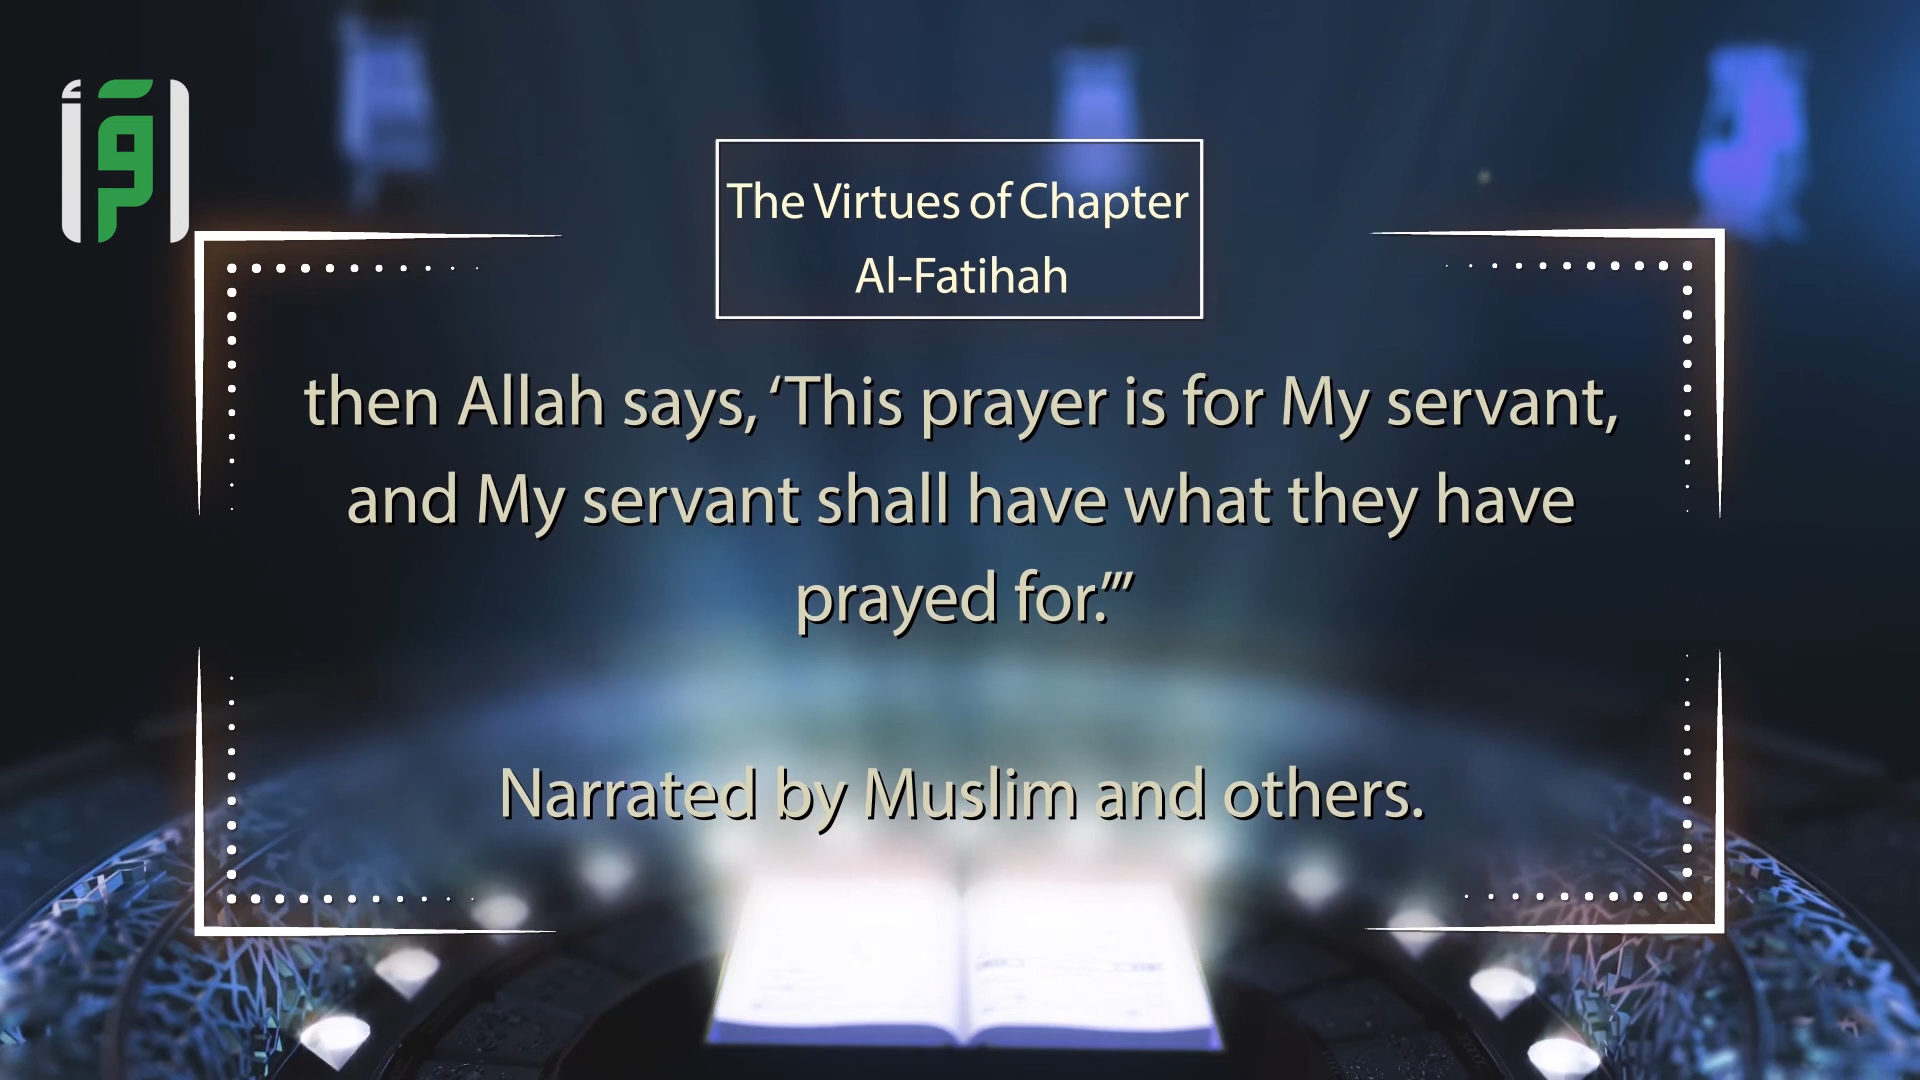 اقرأ
The Virtues of Chapter
Al-Fatihah
then Allah says, ‘This prayer is for My servant,
and My servant shall have what they have
prayed for.’”
Narrated by Muslim and others.